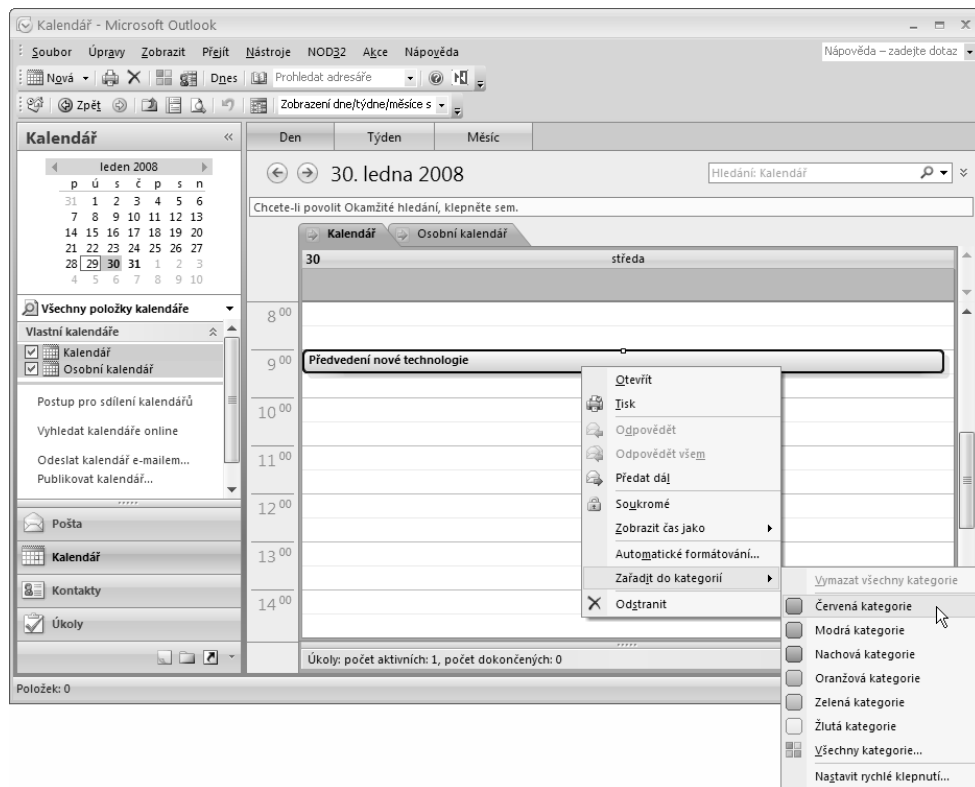 Kalendář - Microsoft Outlook
Soubor Úpravy Zobrazit Přejít Nástroje NOD32 Akce Nápověda
Nápověda – zadejte dotaz
Nová Dnes Prohledat adresáře
Zpět Zobrazení dne/týdne/měsíce s
Kalendář «
Den Týden Měsíc
leden 2008
p ú s č p s n
31 1 2 3 4 5 6
7 8 9 10 11 12 13
14 15 16 17 18 19 20
21 22 23 24 25 26 27
28 29 30 31 1 2 3
4 5 6 7 8 9 10
30. ledna 2008
Hledání: Kalendář
Chcete-li povolit Okamžité hledání, klepněte sem.
Kalendář Osobní kalendář
30 středa
Všechny položky kalendáře
Vlastní kalendáře
Kalendář
Osobní kalendář
Postup pro sdílení kalendářů
Vyhledat kalendáře online
Odeslat kalendář e-mailem...
Publikovat kalendář...
Pošta
Kalendář
Kontakty
Úkoly
8 00
9 00 Předvedení nové technologie
10 00
11 00
12 00
13 00
14 00
Otevřít
Tisk
Odpovědět
Odpovědět všem
Předat dál
Soukromé
Zobrazit čas jako
Automatické formátování...
Zařadit do kategorií
Odstranit
Vymazat všechny kategorie
Červená kategorie
Modrá kategorie
Nachová kategorie
Oranžová kategorie
Zelená kategorie
Žlutá kategorie
Všechny kategorie...
Nastavit rychlé klepnutí...
Úkoly: počet aktivních: 1, počet dokončených: 0
Položek: 0